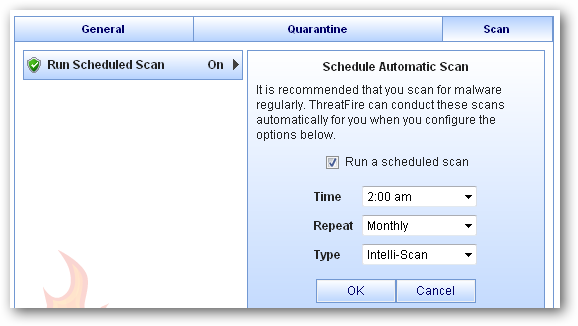 General
Quarantine
Scan
Run Scheduled Scan On
Schedule Automatic Scan
It is recommended that you scan for malware
regularly. ThreatFire can conduct these scans
automatically for you when you configure the
options below.
Run a scheduled scan
Time 2:00 am
Repeat Monthly
Type Intelli-Scan
OK Cancel